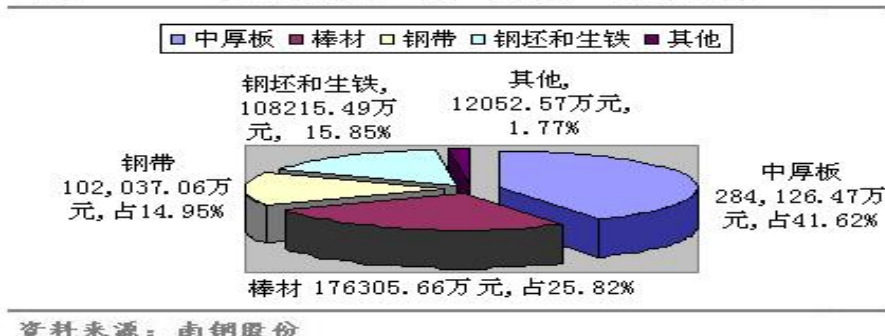 中厚板 棒材 钢带 钢坯和生铁 其他
钢坯和生铁,
108215.49万
元, 15.85%
其他,
12052.57万元,
1.77%
钢带
102,037.06万
元,占14.95%
中厚板
284,126.47万
元,占41.62%
棒材 176305.66万元,占25.82%
资料来源：南钢股份